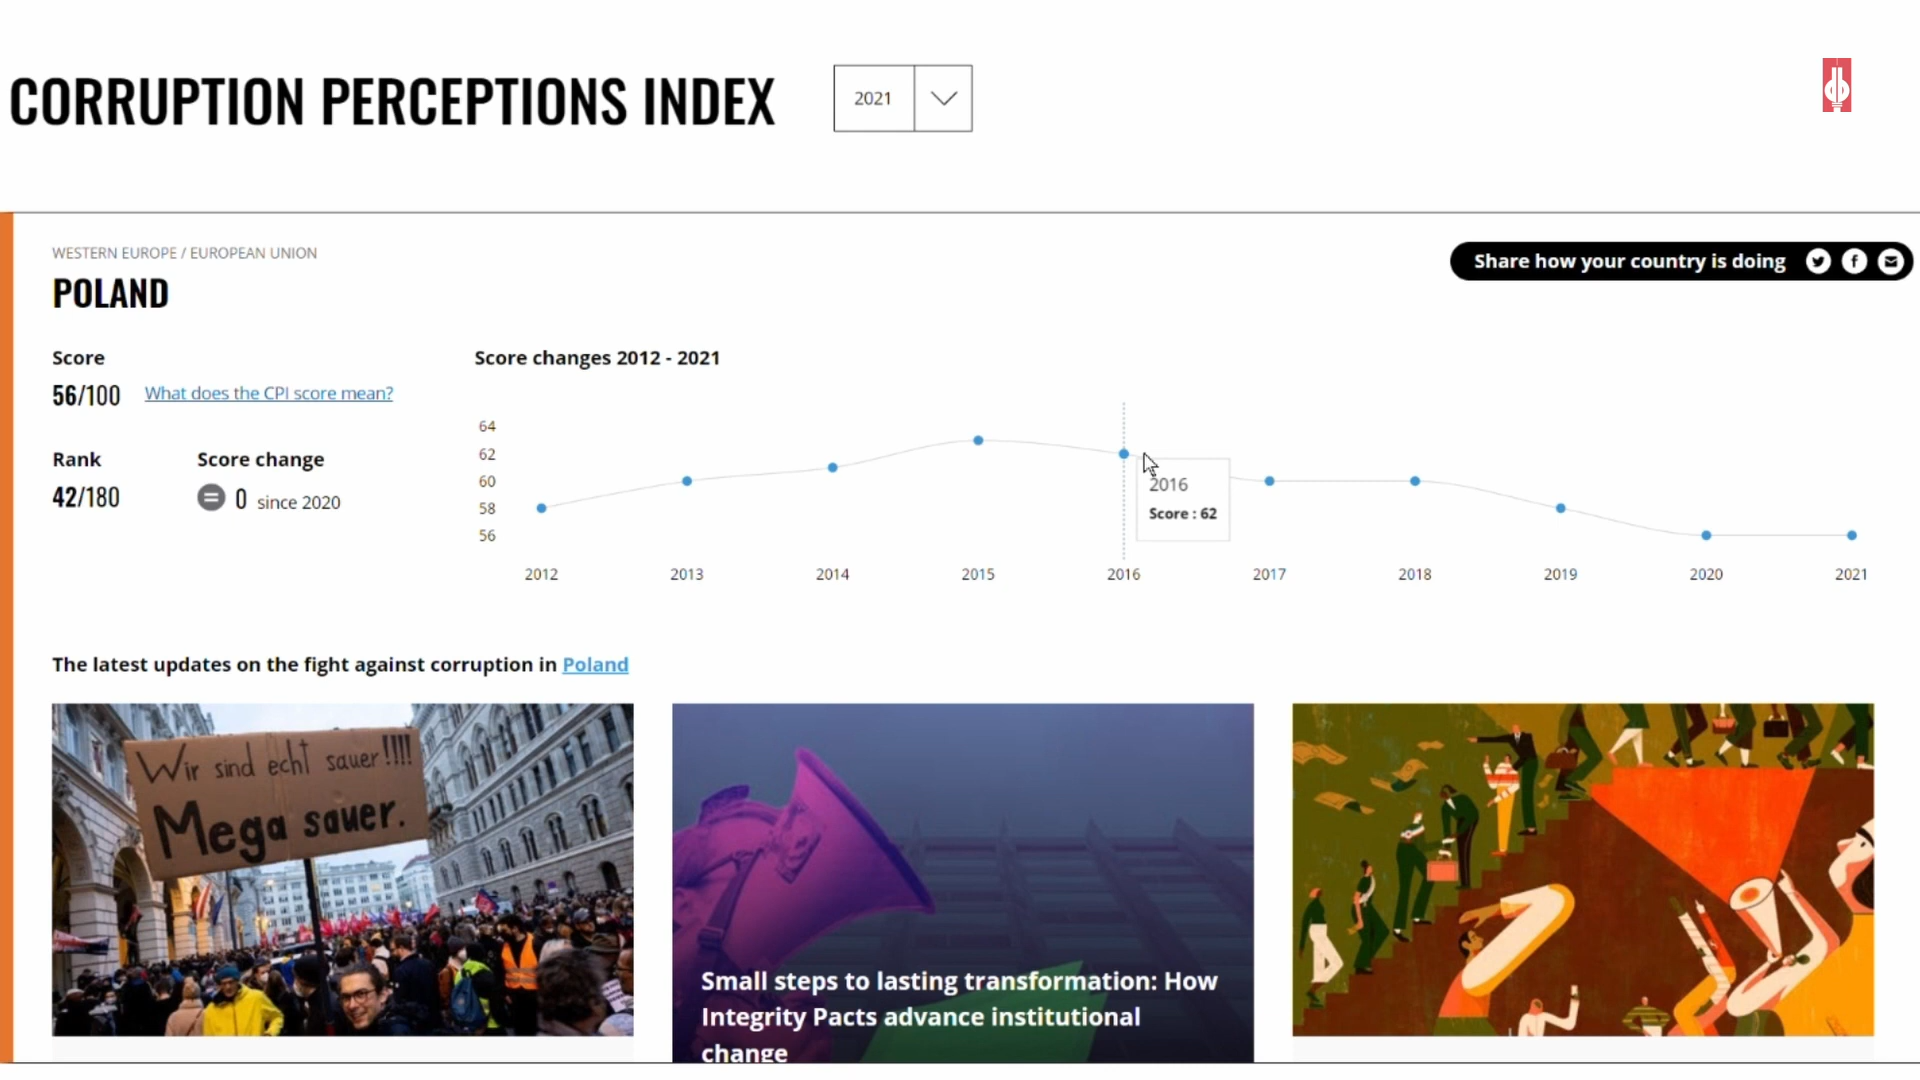 CORRUPTION PERCEPTIONS INDEX
2021
WESTERN EUROPE / EUROPEAN UNION
POLAND
Share how your country is doing
Score
56/100
What does the CPI score mean?
Rank
42/180
Score change
0 since 2020
Score changes 2012 - 2021
64
62
60
58
56
2016
Score : 62
2012
2013
2014
2015
2016
2017
2018
2019
2020
2021
The latest updates on the fight against corruption in Poland
Wir sind echt sauer!!!!
Mega sauer.
Small steps to lasting transformation: How
Integrity Pacts advance institutional
change